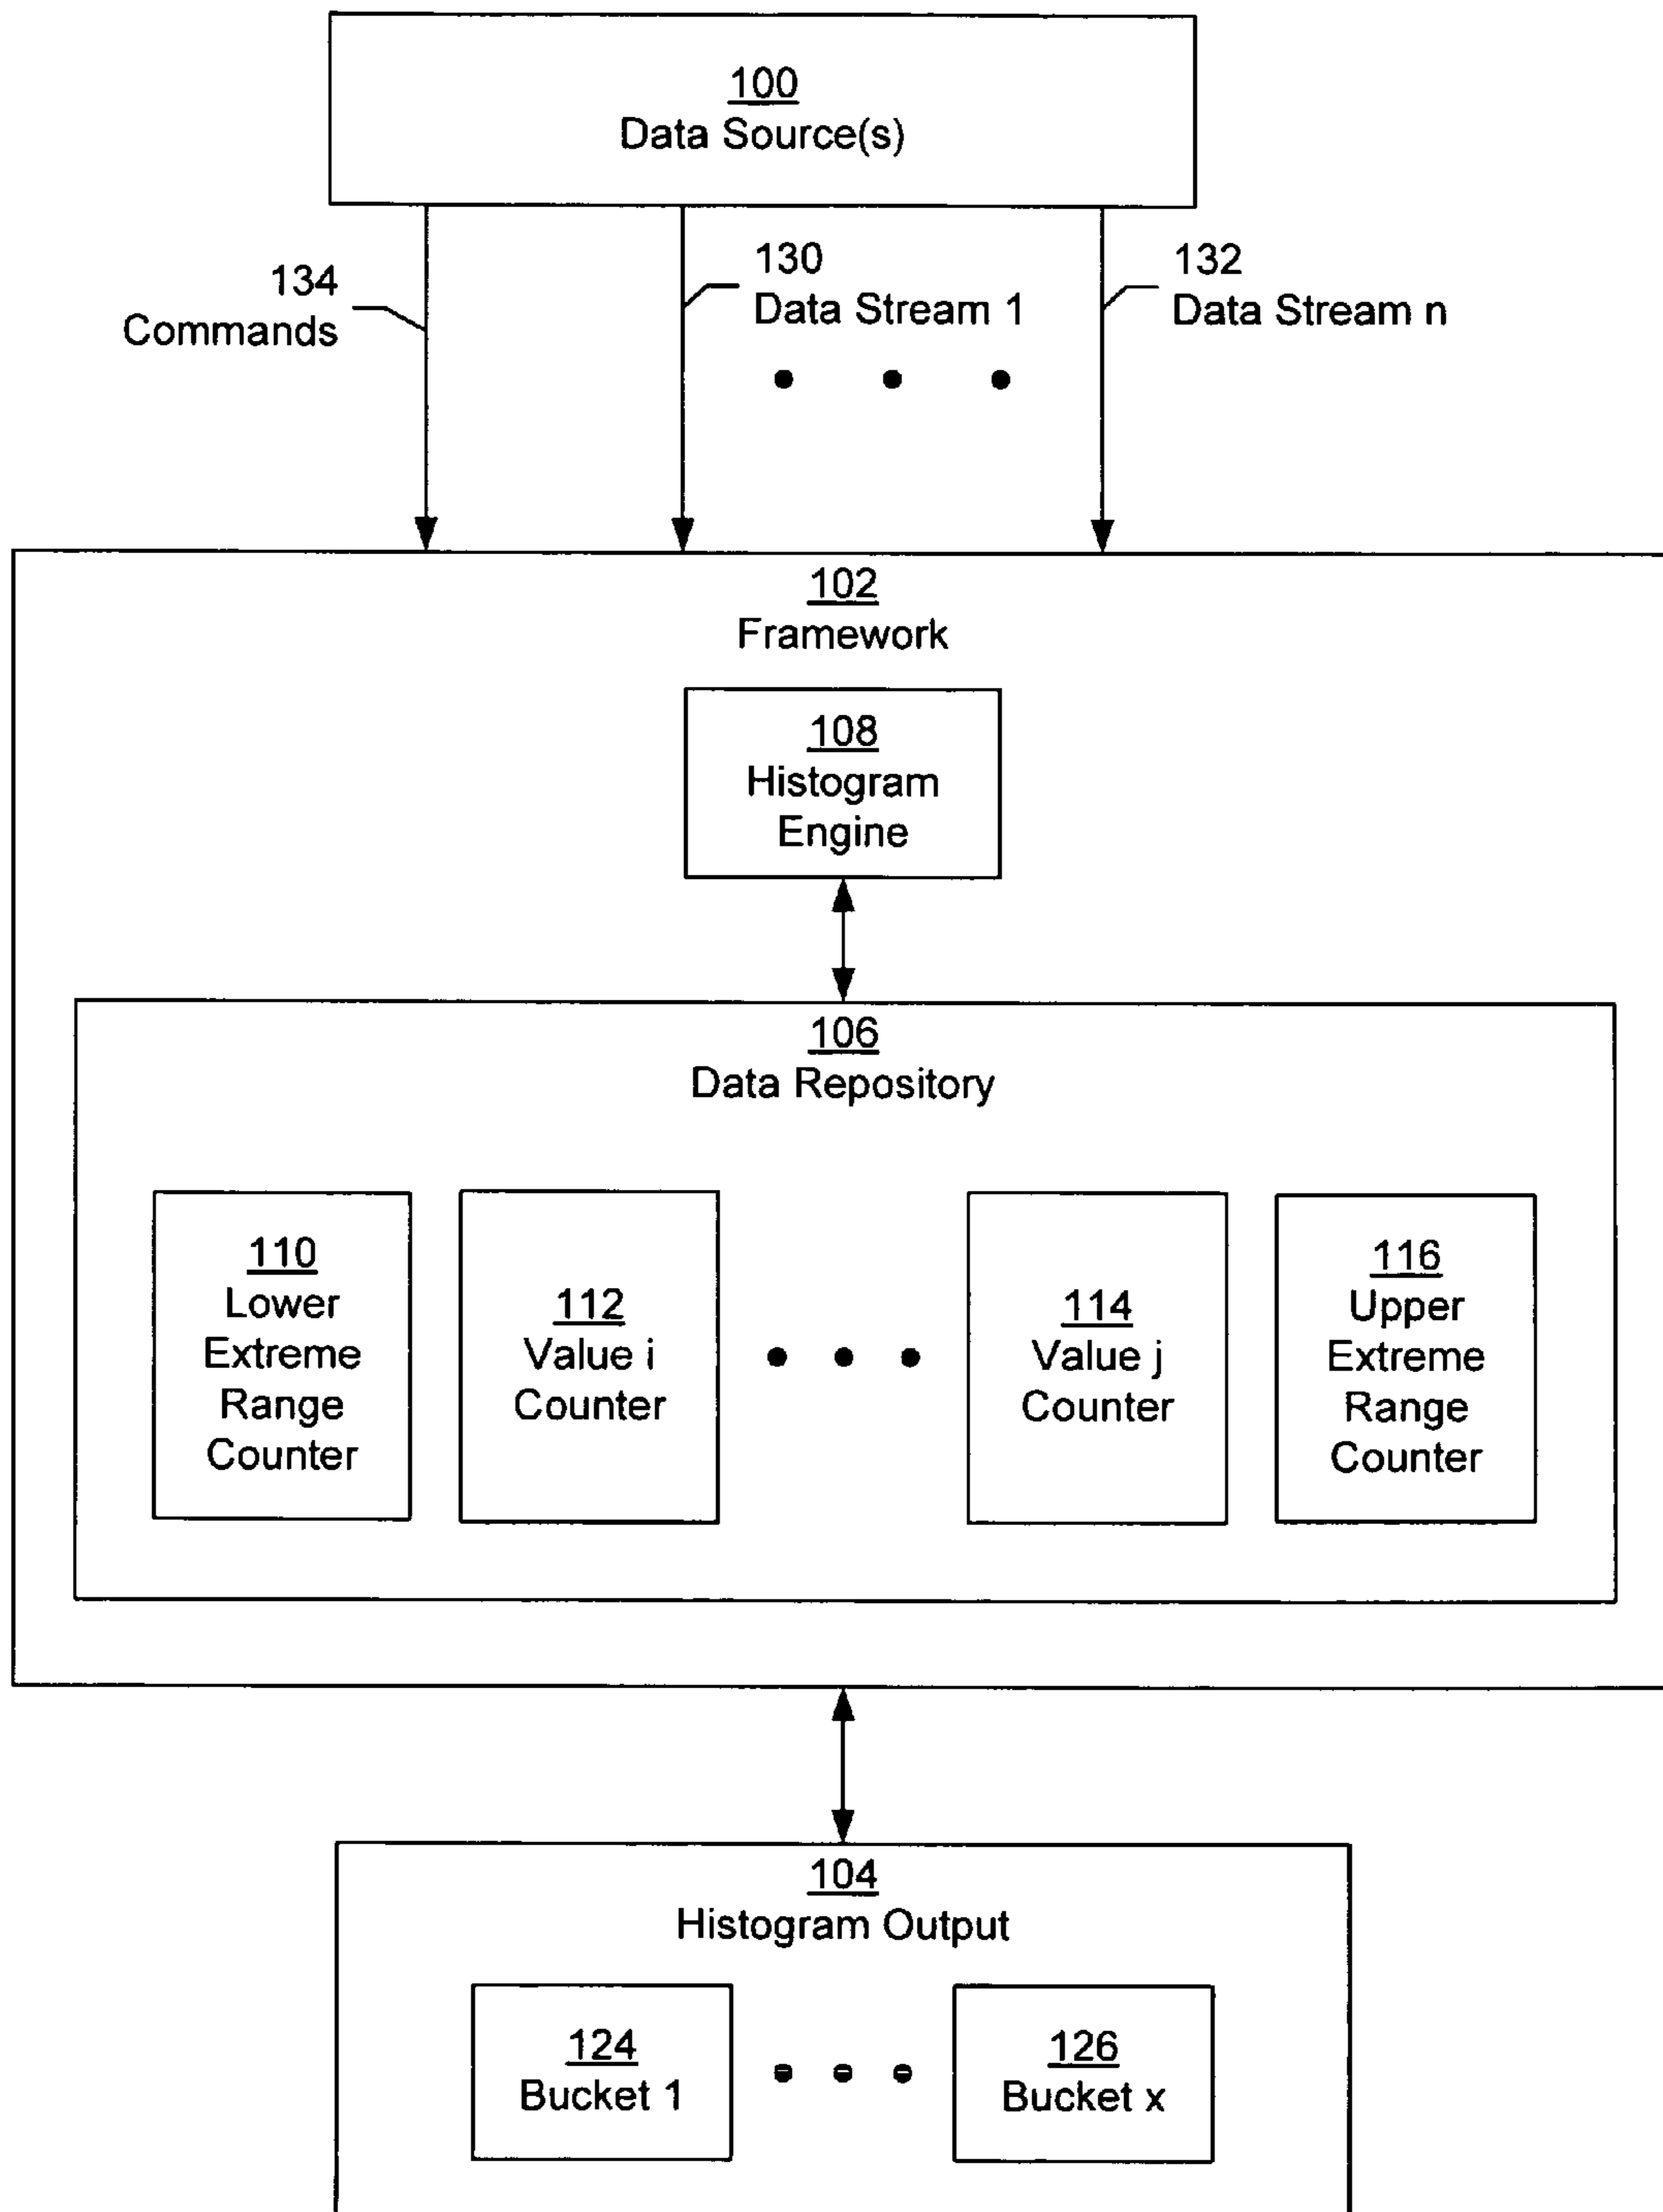 100
Data Source(s)
134
Commands
130
Data Stream 1
132
Data Stream n
102
Framework
108
Histogram
Engine
106
Data Repository
110
Lower
Extreme
Range
Counter
112
Value i
Counter
114
Value j
Counter
116
Upper
Extreme
Range
Counter
104
Histogram Output
124
Bucket 1
126
Bucket x